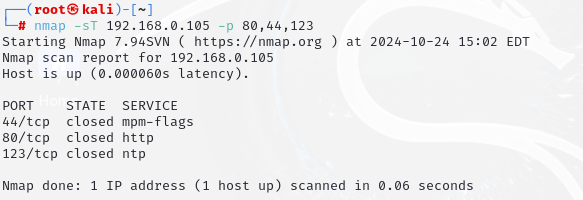 ┌──(root㉿kali)-[~]
└─# nmap -sT 192.168.0.105 -p 80,44,123
Starting Nmap 7.94SVN ( https://nmap.org ) at 2024-10-24 15:02 EDT
Nmap scan report for 192.168.0.105
Host is up (0.000060s latency).

PORT    STATE  SERVICE
44/tcp  closed mpm-flags
80/tcp  closed http
123/tcp closed ntp

Nmap done: 1 IP address (1 host up) scanned in 0.06 seconds